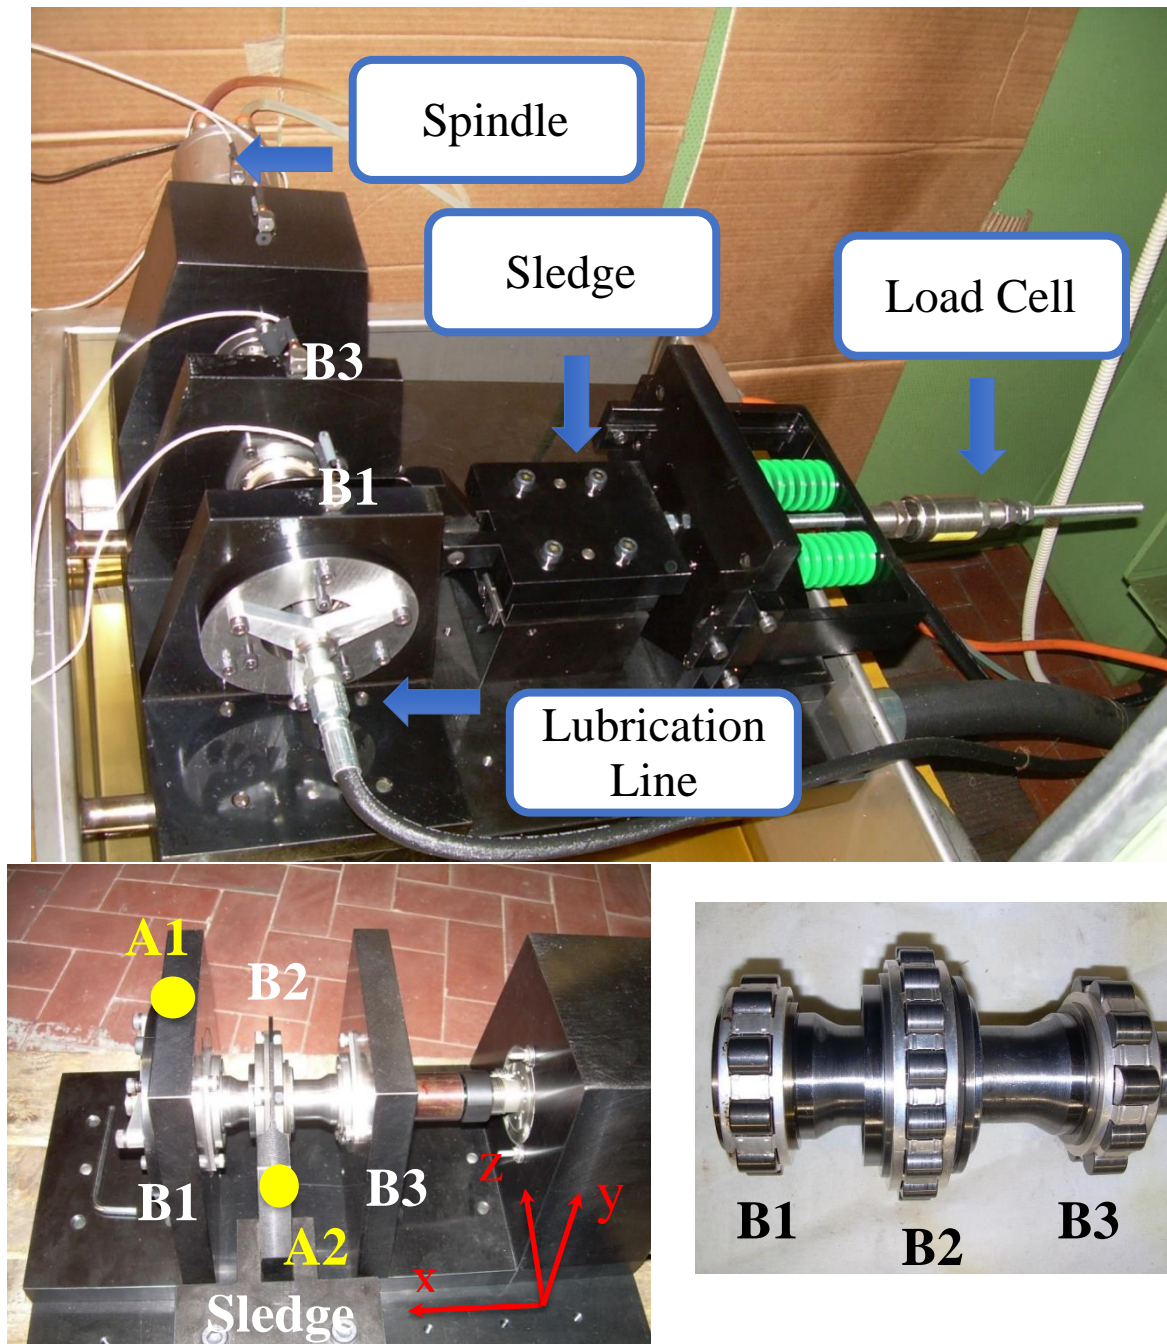 Spindle
Sledge
Load Cell
B3
B1
Lubrication
Line
A1
B2
B1
B3
z
y
A2
x
Sledge
B1
B2
B3